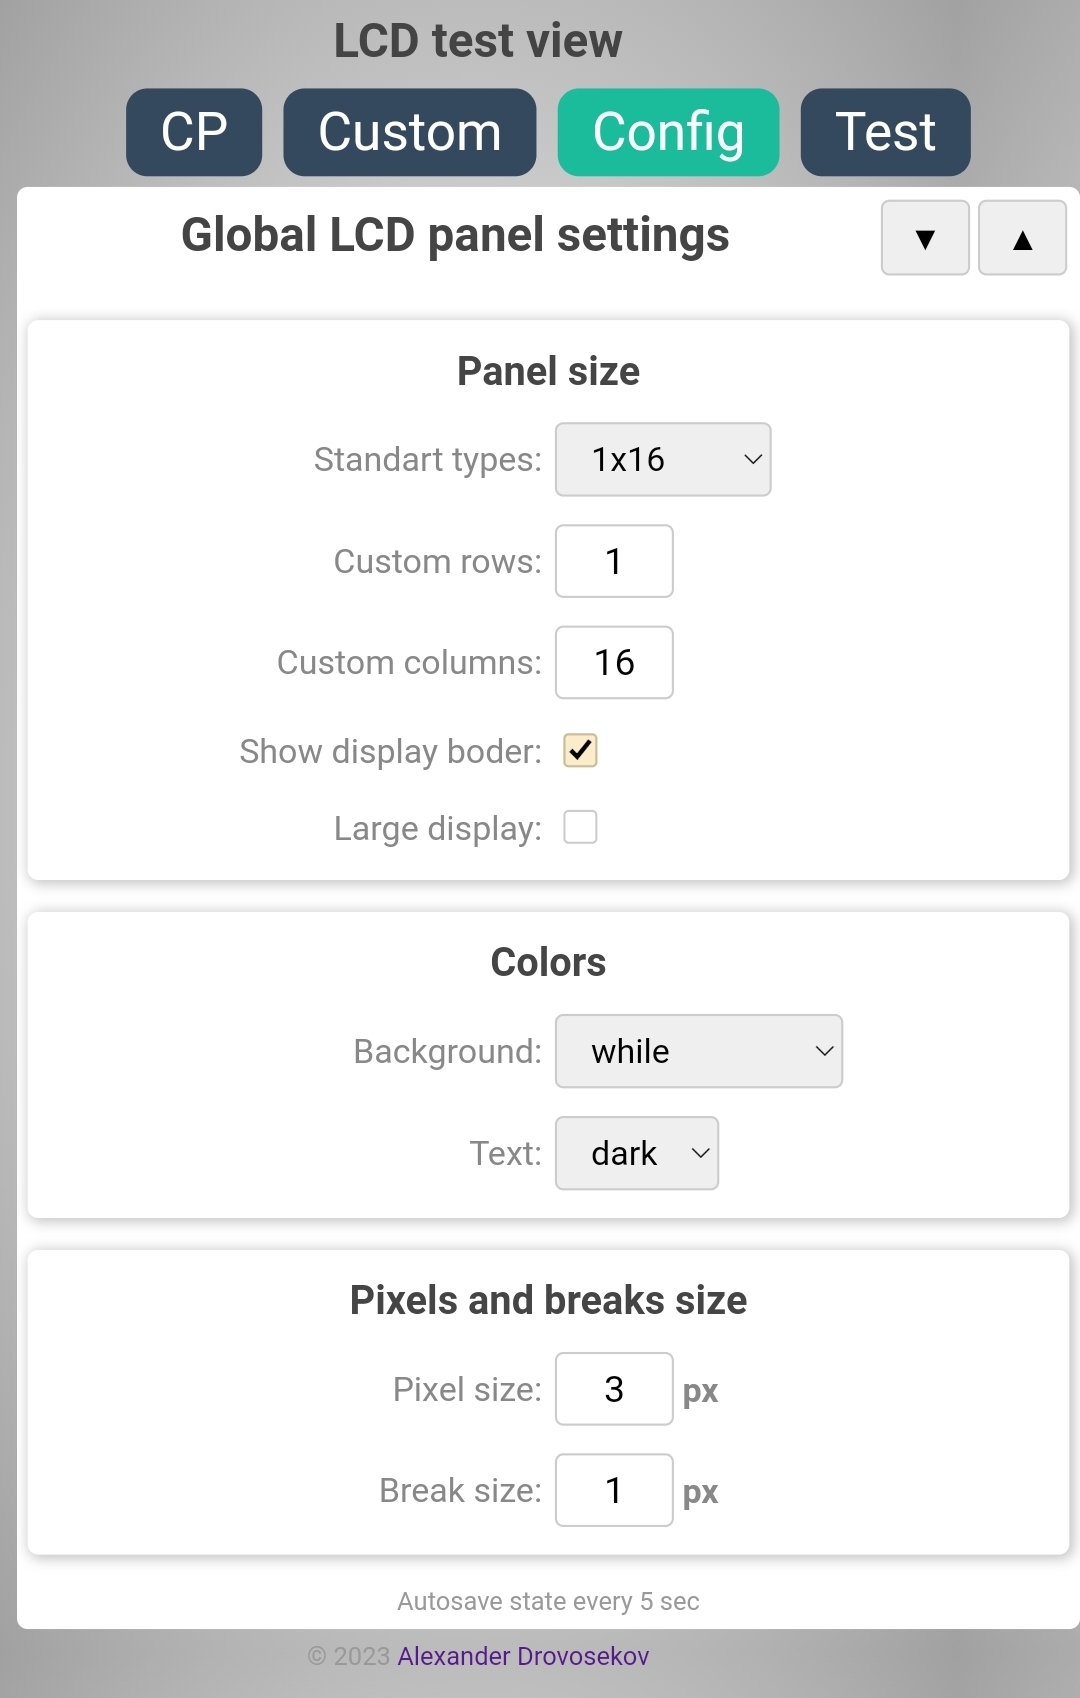 LCD test view
CP Custom Config Test
Global LCD panel settings ▼ ▲
Panel size
Standart types: 1x16
Custom rows: 1
Custom columns: 16
Show display boder:
Large display:
Colors
Background: while
Text: dark
Pixels and breaks size
Pixel size: 3 px
Break size: 1 px
Autosave state every 5 sec
© 2023 Alexander Drovosekov